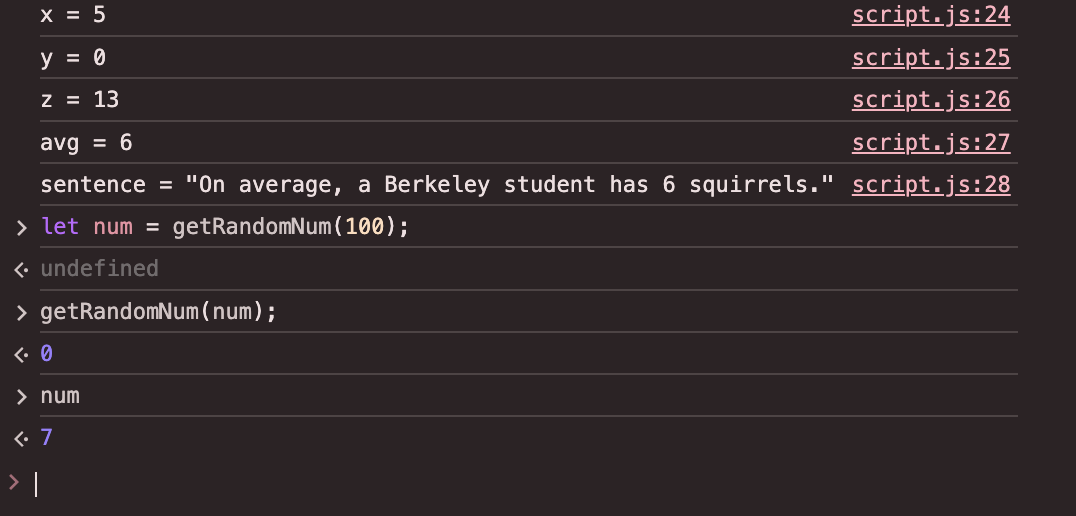 x = 5 script.js:24
y = 0 script.js:25
z = 13 script.js:26
avg = 6 script.js:27
sentence = "On average, a Berkeley student has 6 squirrels." script.js:28
let num = getRandomNum(100);
undefined
getRandomNum(num);
0
num
7